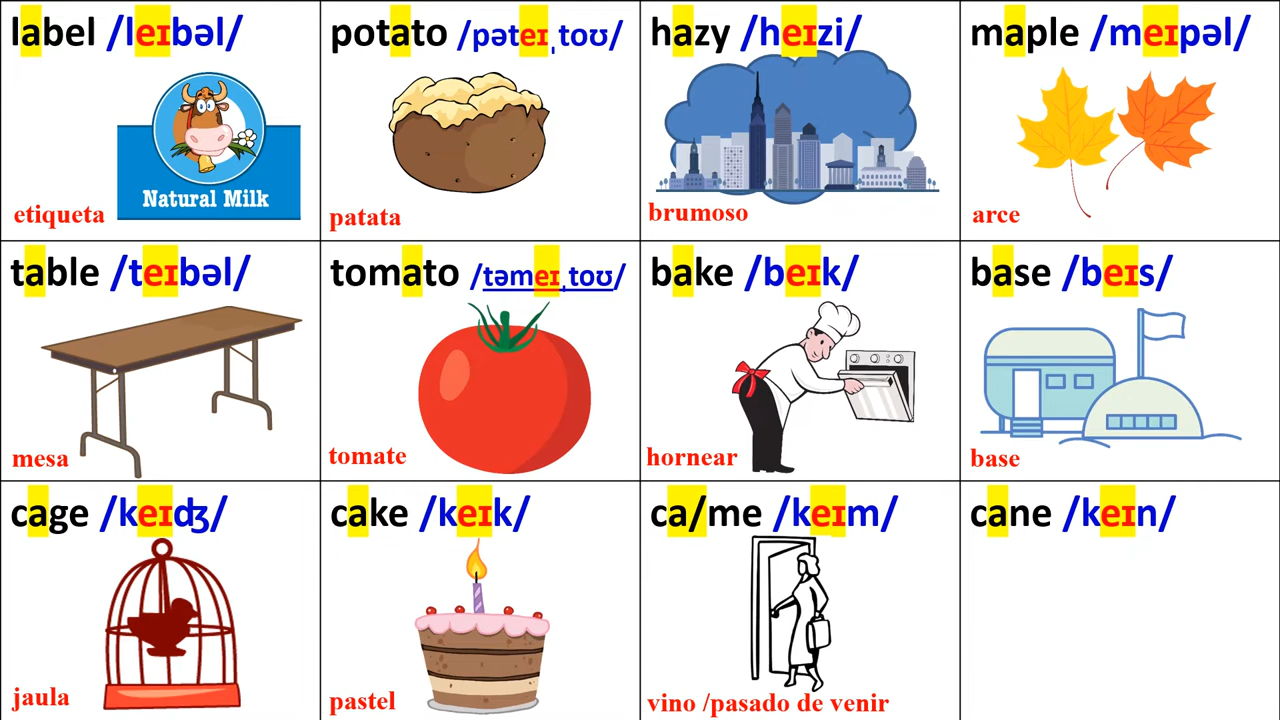 label /leɪbəl/
Natural Milk
etiqueta
potato /pəteɪˌtoʊ/
patata
hazy /heɪzi/
brumoso
maple /meɪpəl/
arce
table /teɪbəl/
mesa
tomato /təmeɪˌtoʊ/
tomate
bake /beɪk/
hornear
base /beɪs/
base
cage /keɪʤ/
jaula
cake /keɪk/
pastel
ca/me /keɪm/
vino /pasado de venir
cane /keɪn/